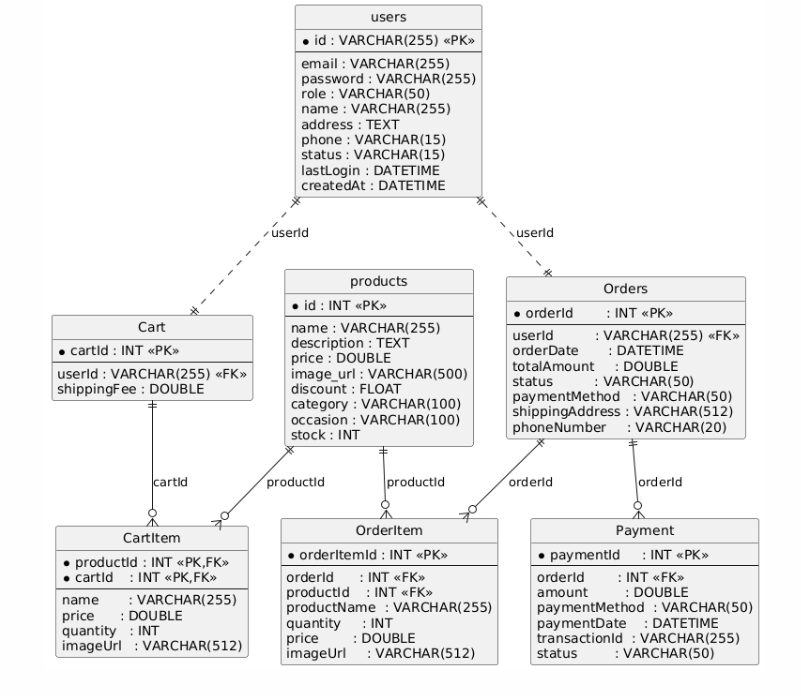 users
id : VARCHAR(255) «PK»
email : VARCHAR(255)
password : VARCHAR(255)
role : VARCHAR(50)
name : VARCHAR(255)
address : TEXT
phone : VARCHAR(15)
status : VARCHAR(15)
lastLogin : DATETIME
createdAt : DATETIME
userId
userId
Cart
cartId : INT «PK»
userId : VARCHAR(255) «FK»
shippingFee : DOUBLE
products
id : INT «PK»
name : VARCHAR(255)
description : TEXT
price : DOUBLE
image_url : VARCHAR(500)
discount : FLOAT
category : VARCHAR(100)
occasion : VARCHAR(100)
stock : INT
Orders
orderId : INT «PK»
userId : VARCHAR(255) «FK»
orderDate : DATETIME
totalAmount : DOUBLE
status : VARCHAR(50)
paymentMethod : VARCHAR(50)
shippingAddress : VARCHAR(512)
phoneNumber : VARCHAR(20)
cartId
productId
productId
orderId
orderId
CartItem
productId : INT «PK,FK»
cartId : INT «PK,FK»
name : VARCHAR(255)
price : DOUBLE
quantity : INT
imageUrl : VARCHAR(512)
OrderItem
orderItemId : INT «PK»
orderId : INT «FK»
productId : INT «FK»
productName : VARCHAR(255)
quantity : INT
price : DOUBLE
imageUrl : VARCHAR(512)
Payment
paymentId : INT «PK»
orderId : INT «FK»
amount : DOUBLE
paymentMethod : VARCHAR(50)
paymentDate : DATETIME
transactionId : VARCHAR(255)
status : VARCHAR(50)